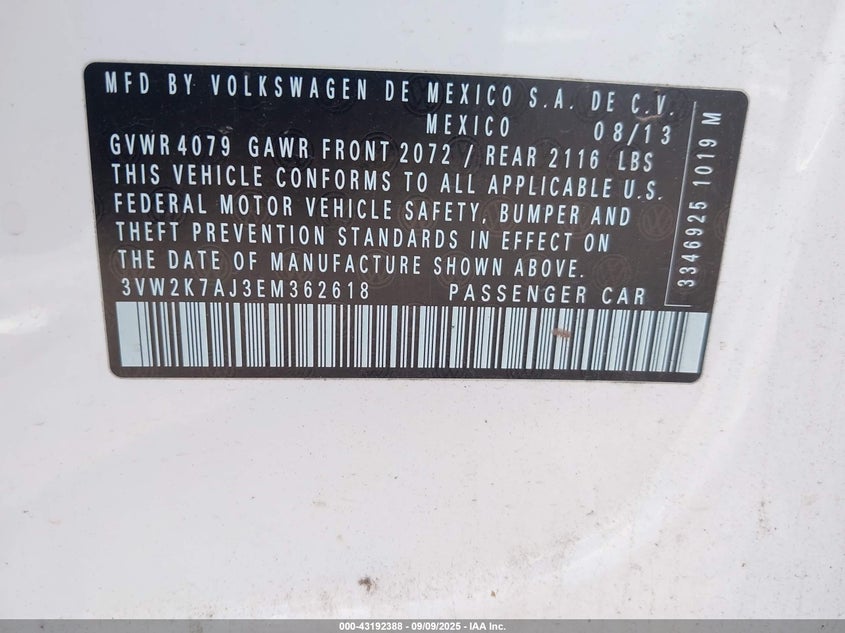 MFD BY VOLKSWAGEN DE MEXICO S.A. DE C.V.
MEXICO 08/13
GVWR 4079 GAWR FRONT 2072 / REAR 2116 LBS
THIS VEHICLE CONFORMS TO ALL APPLICABLE U.S.
FEDERAL MOTOR VEHICLE SAFETY, BUMPER AND
THEFT PREVENTION STANDARDS IN EFFECT ON
THE DATE OF MANUFACTURE SHOWN ABOVE.
3VW2K7AJ3EM362618 PASSENGER CAR
3346925 1019 M
000-43192388 - 09/09/2025 - IAA Inc.